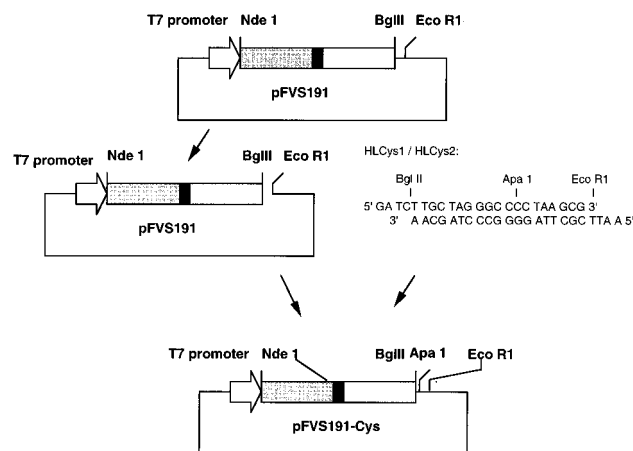 T7 promoter Nde 1 BglII Eco R1
pFVS191
T7 promoter Nde 1 BglII Eco R1
pFVS191
HLCys1 / HLCys2:
Bgl II Apa 1 Eco R1
5' GA TCT TGC TAG GGC CCC TAA GCG 3'
3' A ACG ATC CCG GGG ATT CGC TTA A 5'
T7 promoter Nde 1 BglII Apa 1 Eco R1
pFVS191-Cys